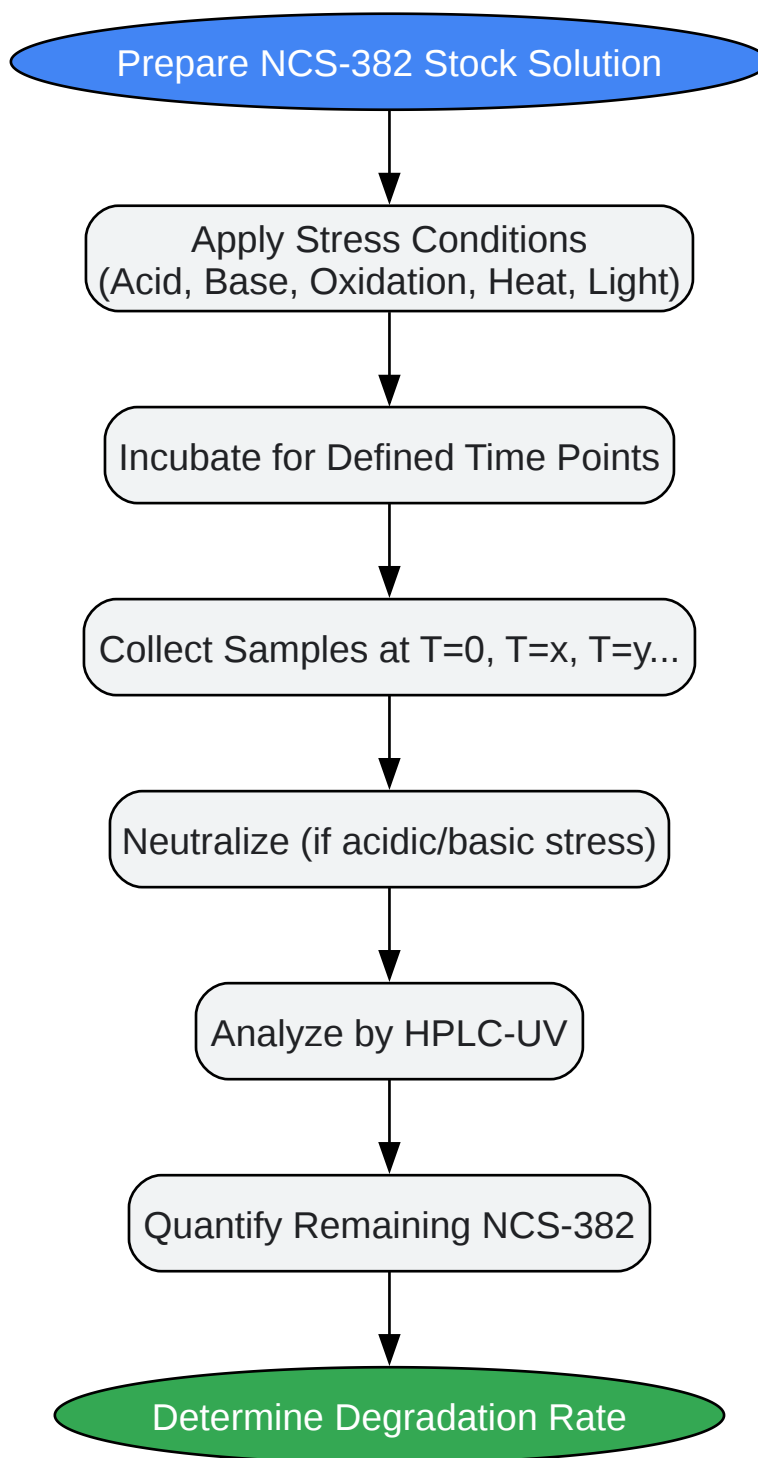 Prepare NCS-382 Stock Solution
Apply Stress Conditions
(Acid, Base, Oxidation, Heat, Light)
Incubate for Defined Time Points
Collect Samples at T=0, T=x, T=y...
Neutralize (if acidic/basic stress)
Analyze by HPLC-UV
Quantify Remaining NCS-382
Determine Degradation Rate